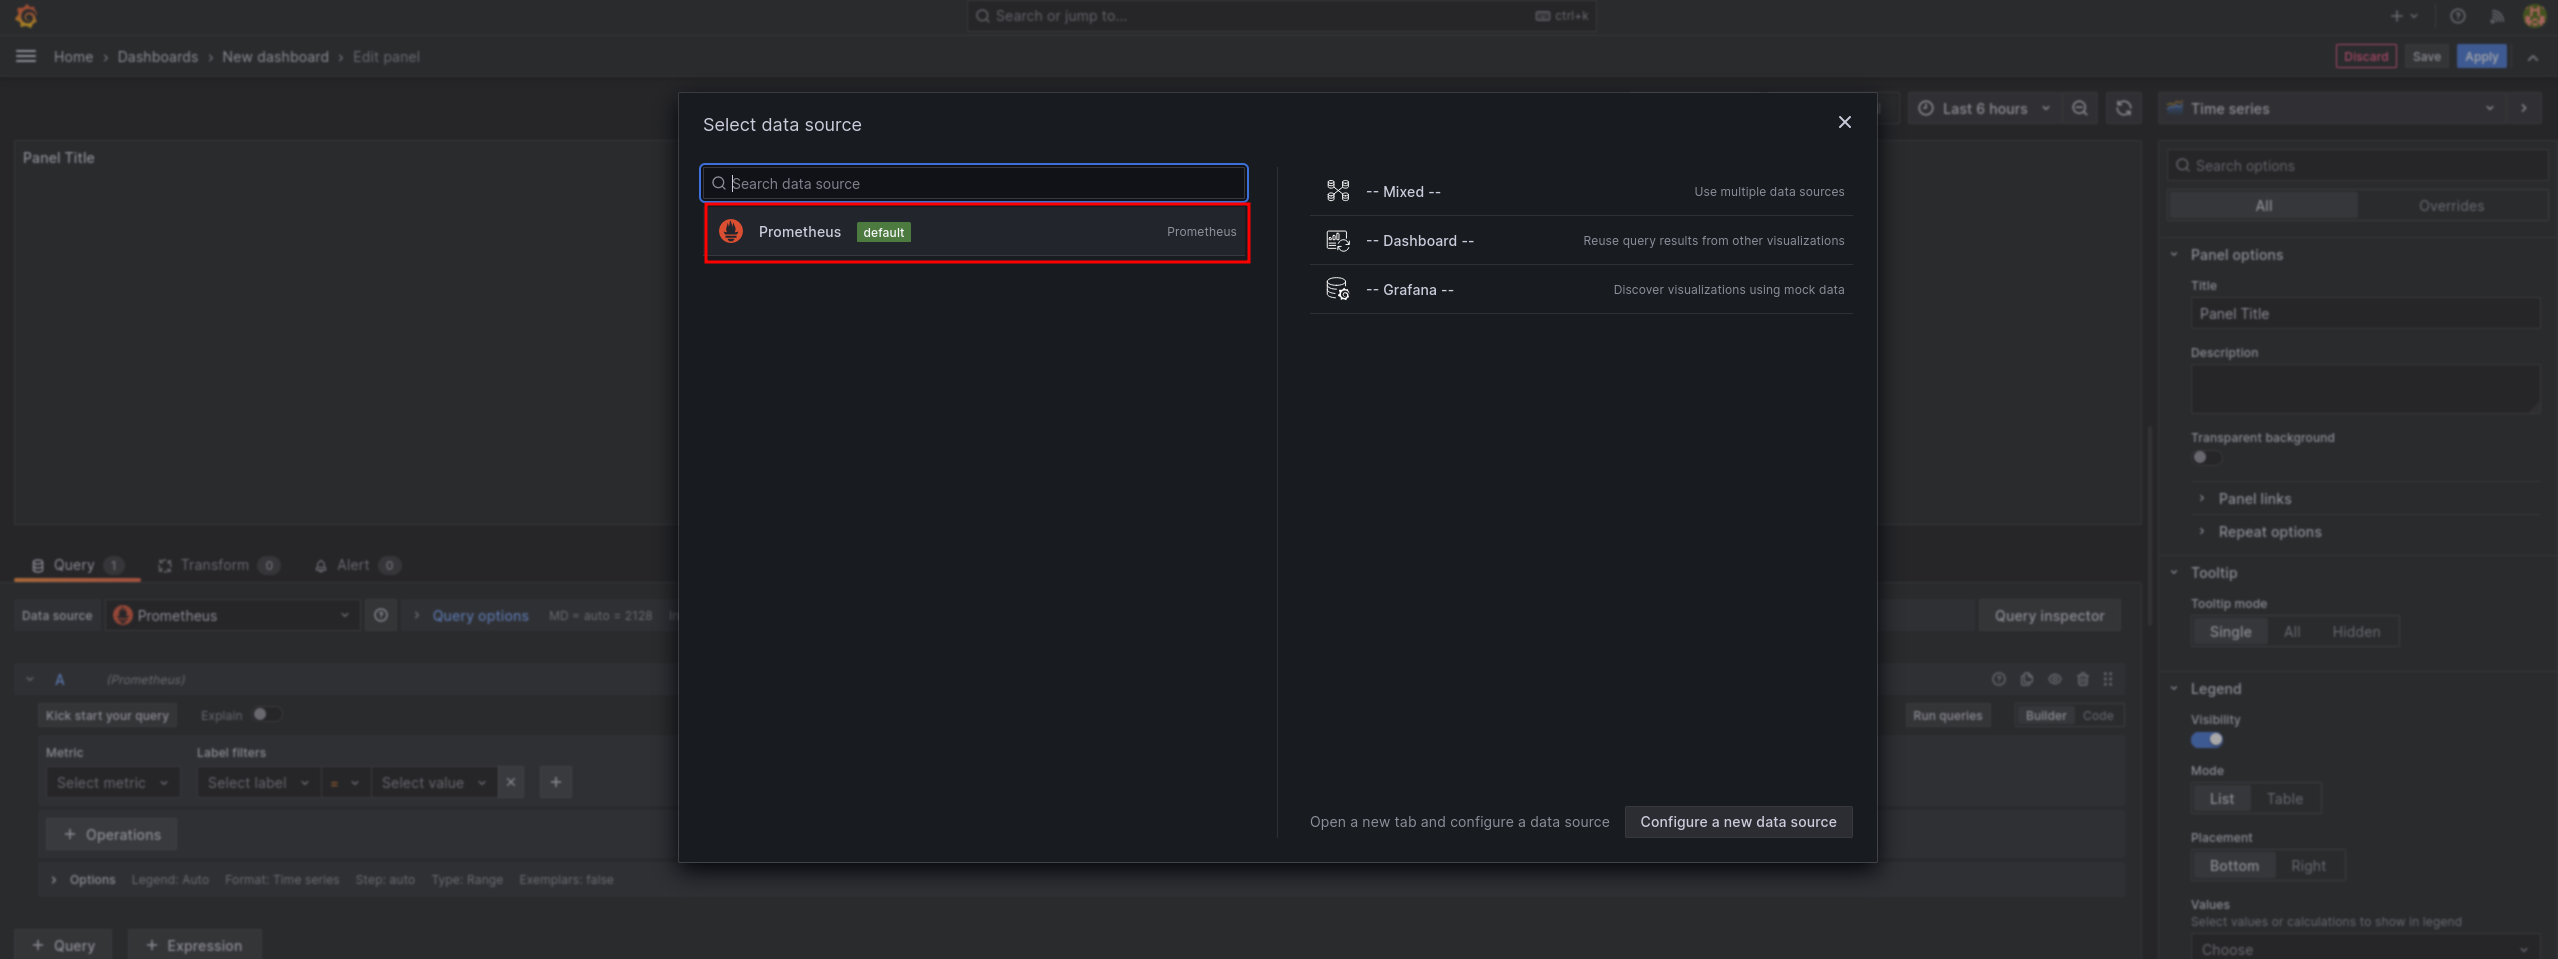 Search or jump to...
ctrl+k
Home › Dashboards › New dashboard › Edit panel
Discard
Save
Apply
Last 6 hours
Time series
Panel Title
Select data source
Search data source
Prometheus default Prometheus
-- Mixed -- Use multiple data sources
-- Dashboard -- Reuse query results from other visualizations
-- Grafana -- Discover visualizations using mock data
Open a new tab and configure a data source
Configure a new data source
Query 1
Transform 0
Alert 0
Data source
Prometheus
Query options
MD = auto = 2128
Query inspector
A (Prometheus)
Kick start your query
Explain
Run queries
Builder Code
Metric
Label filters
Select metric
Select label
=
Select value
+ Operations
Options Legend: Auto Format: Time series Step: auto Type: Range Exemplars: false
+ Query
+ Expression
Search options
All
Overrides
Panel options
Title
Panel Title
Description
Transparent background
Panel links
Repeat options
Tooltip
Tooltip mode
Single All Hidden
Legend
Visibility
Mode
List Table
Placement
Bottom Right
Values
Select values or calculations to show in legend
Choose